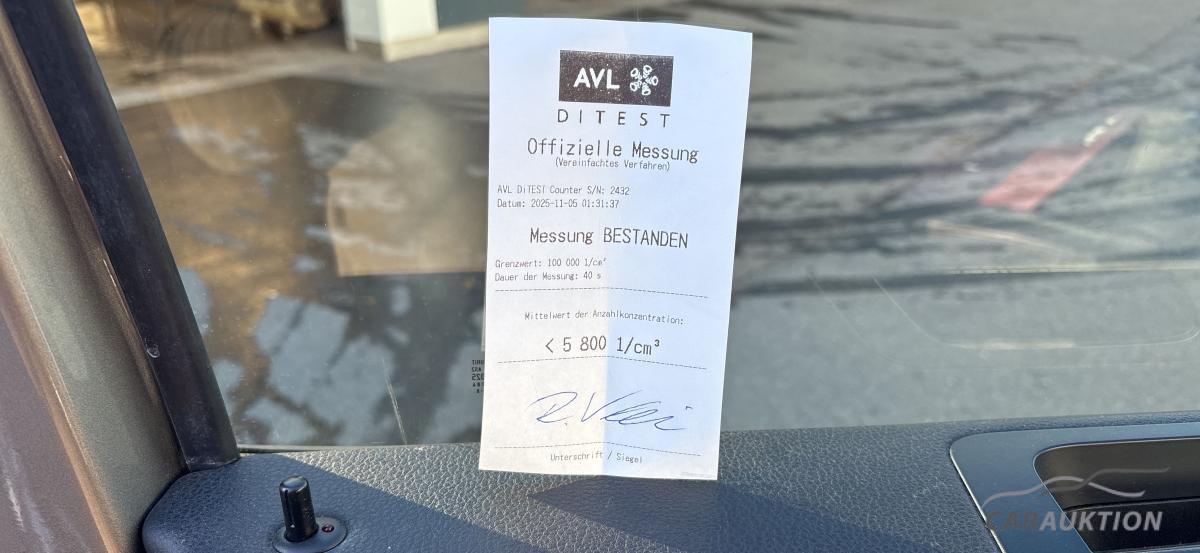 AVL
DITEST
Offizielle Messung
(Vereinfachtes Verfahren)
AVL DiTEST Counter S/N: 2432
Datum: 2025-11-05 01:31:37
Messung BESTANDEN
Grenzwert: 100 000 1/cm³
Dauer der Messung: 40 s
Mittelwert der Anzahlkonzentration:
< 5 800 1/cm³
Unterschrift / Siegel
CARAUKTION